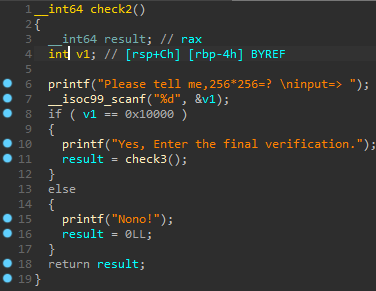 1 __int64 check2()
2 {
3   __int64 result; // rax
4   int v1; // [rsp+Ch] [rbp-4h] BYREF
5
6   printf("Please tell me,256*256=? \ninput=> ");
7   __isoc99_scanf("%d", &v1);
8   if ( v1 == 0x10000 )
9   {
10     printf("Yes, Enter the final verification.");
11     result = check3();
12   }
13   else
14   {
15     printf("Nono!");
16     result = 0LL;
17   }
18   return result;
19 }